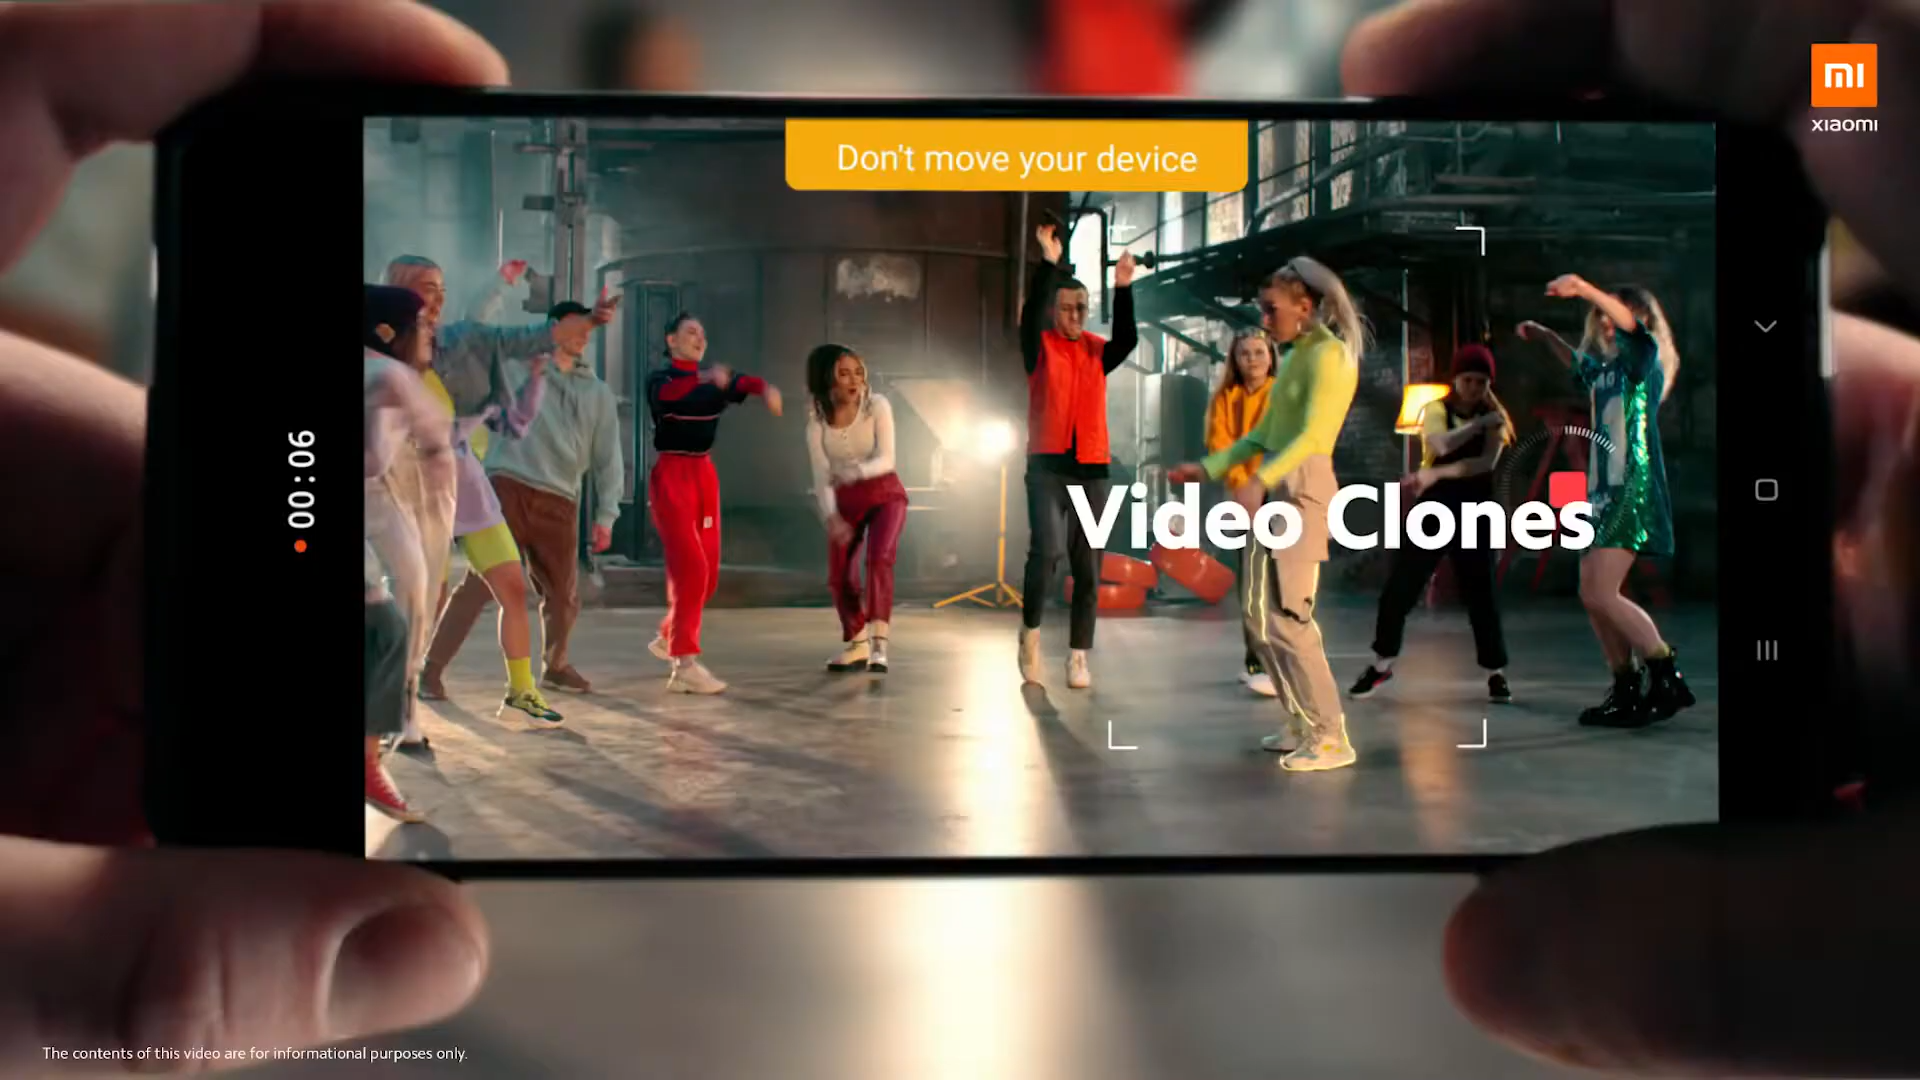 mi
xiaomi
Don't move your device
00:06
Video Clones
The contents of this video are for informational purposes only.